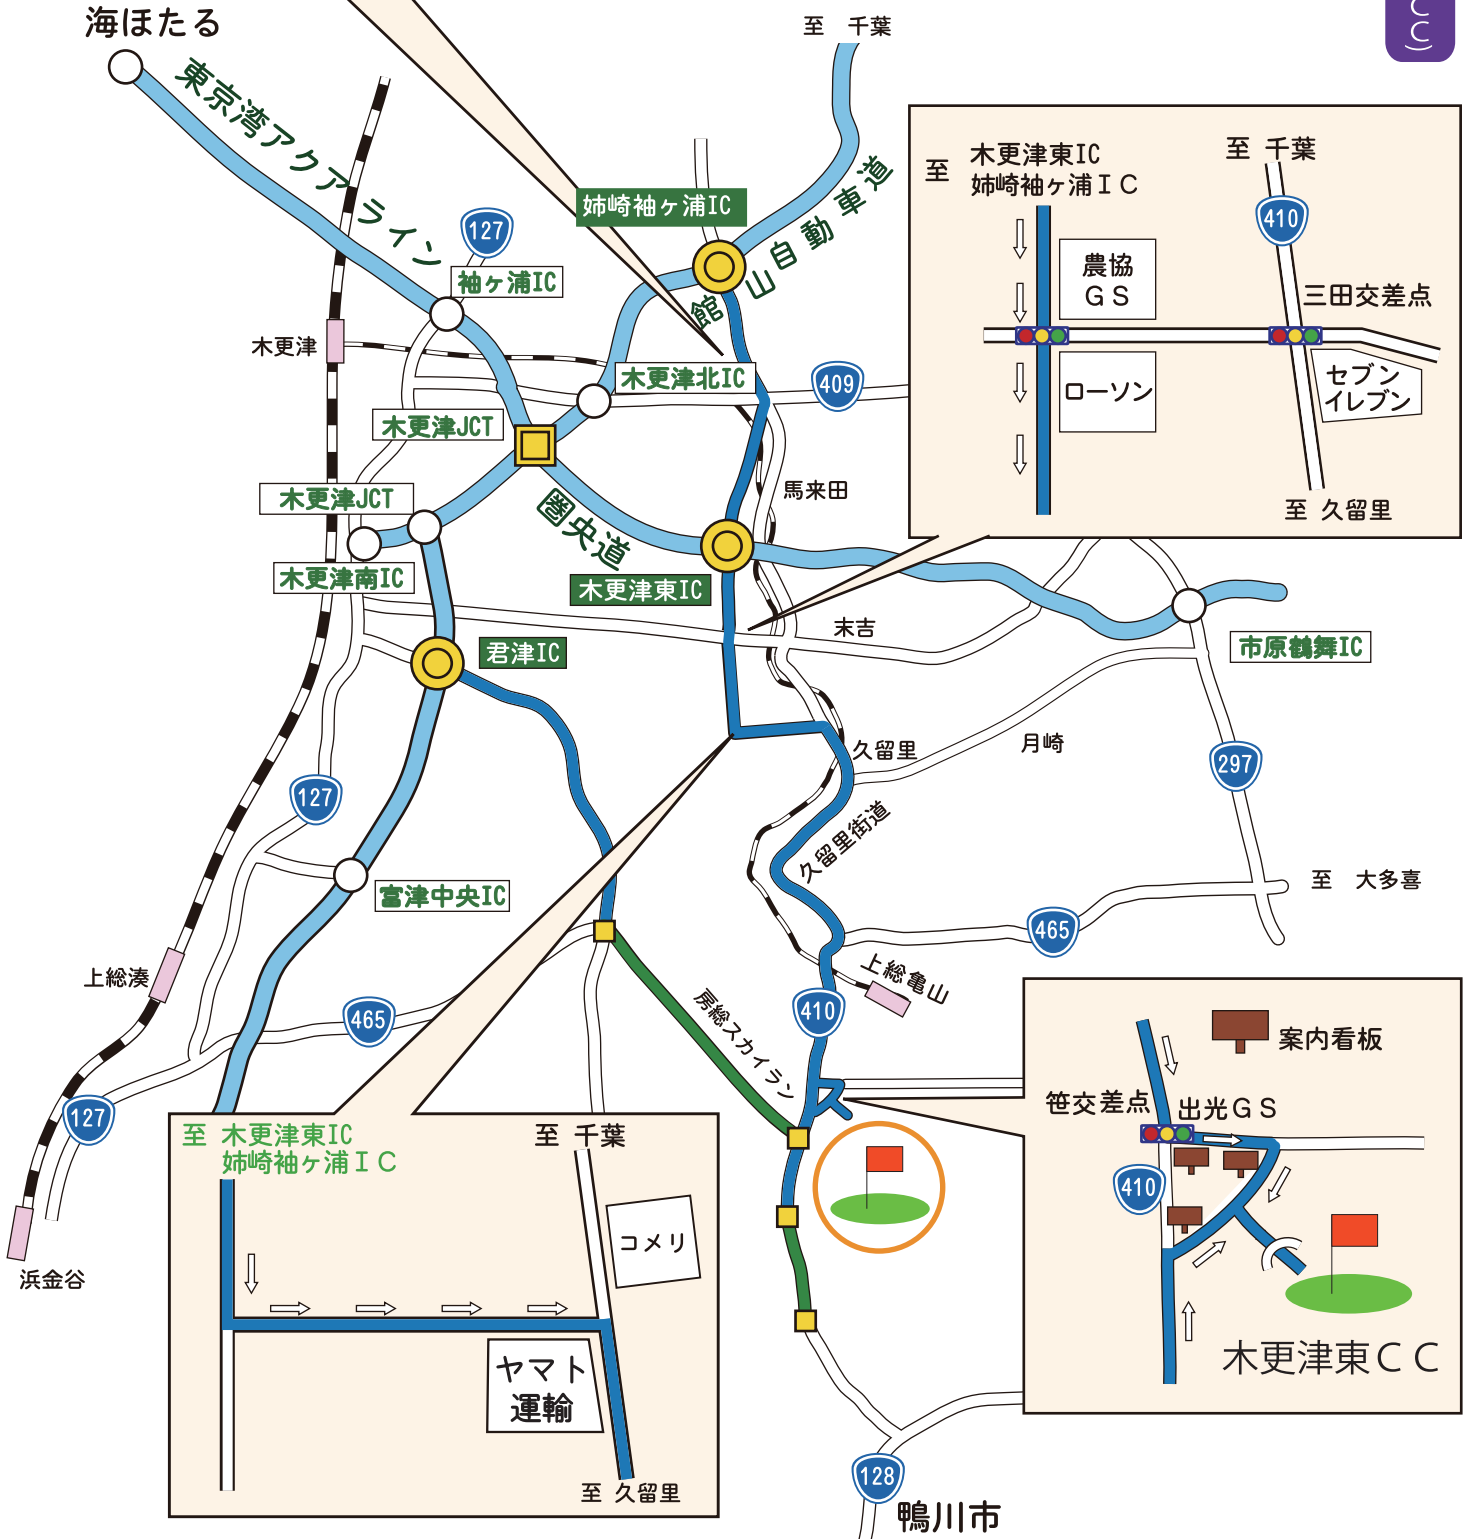 海ほたる
至　千葉
ＣＣ）
東京湾アクアライン
127
袖ヶ浦IC
姉崎袖ヶ浦IC
館山自動車道
木更津
木更津北IC
409
木更津JCT
木更津JCT
木更津南IC
圏央道
木更津東IC
馬来田
末吉
君津IC
市原鶴舞IC
久留里
月崎
297
127
久留里街道
富津中央IC
至　大多喜
465
上総湊
465
上総亀山
410
房総スカイライン
127
浜金谷
128
鴨川市
至
木更津東IC
姉崎袖ヶ浦ＩＣ
至 千葉
410
農協
ＧＳ
三田交差点
ローソン
セブン
イレブン
至 久留里
至 木更津東IC
姉崎袖ヶ浦ＩＣ
至 千葉
コメリ
ヤマト
運輸
至 久留里
案内看板
笹交差点
出光ＧＳ
410
木更津東ＣＣ